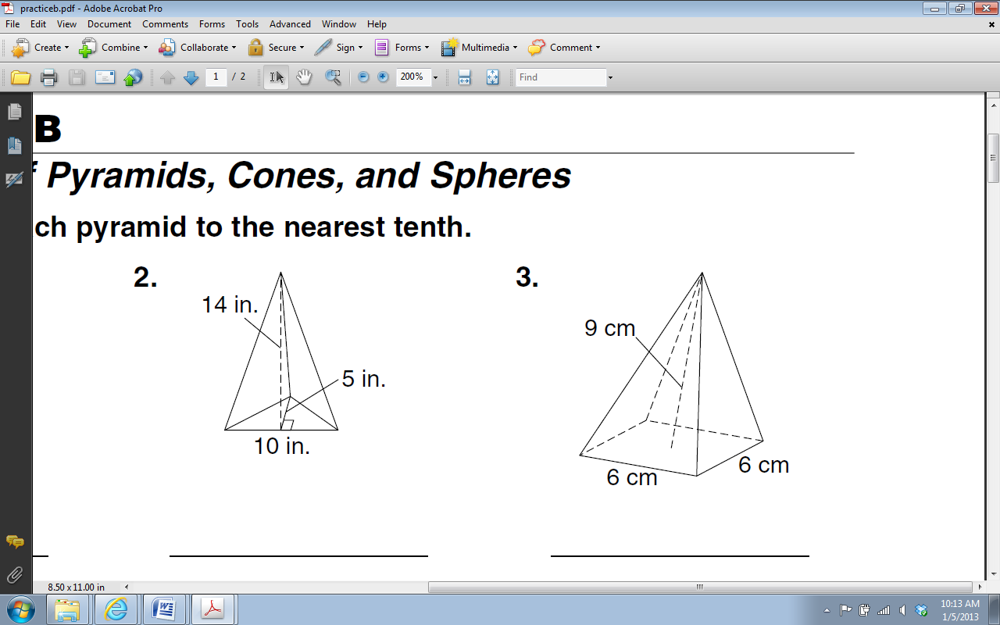 practiceb.pdf - Adobe Acrobat Pro
File Edit View Document Comments Forms Tools Advanced Window Help
Create Combine Collaborate Secure Sign Forms Multimedia Comment
1 / 2 200% Find
B
f Pyramids, Cones, and Spheres
ch pyramid to the nearest tenth.
2.
14 in.
5 in.
10 in.
3.
9 cm
6 cm
6 cm
8.50 x 11.00 in
10:13 AM
1/5/2013